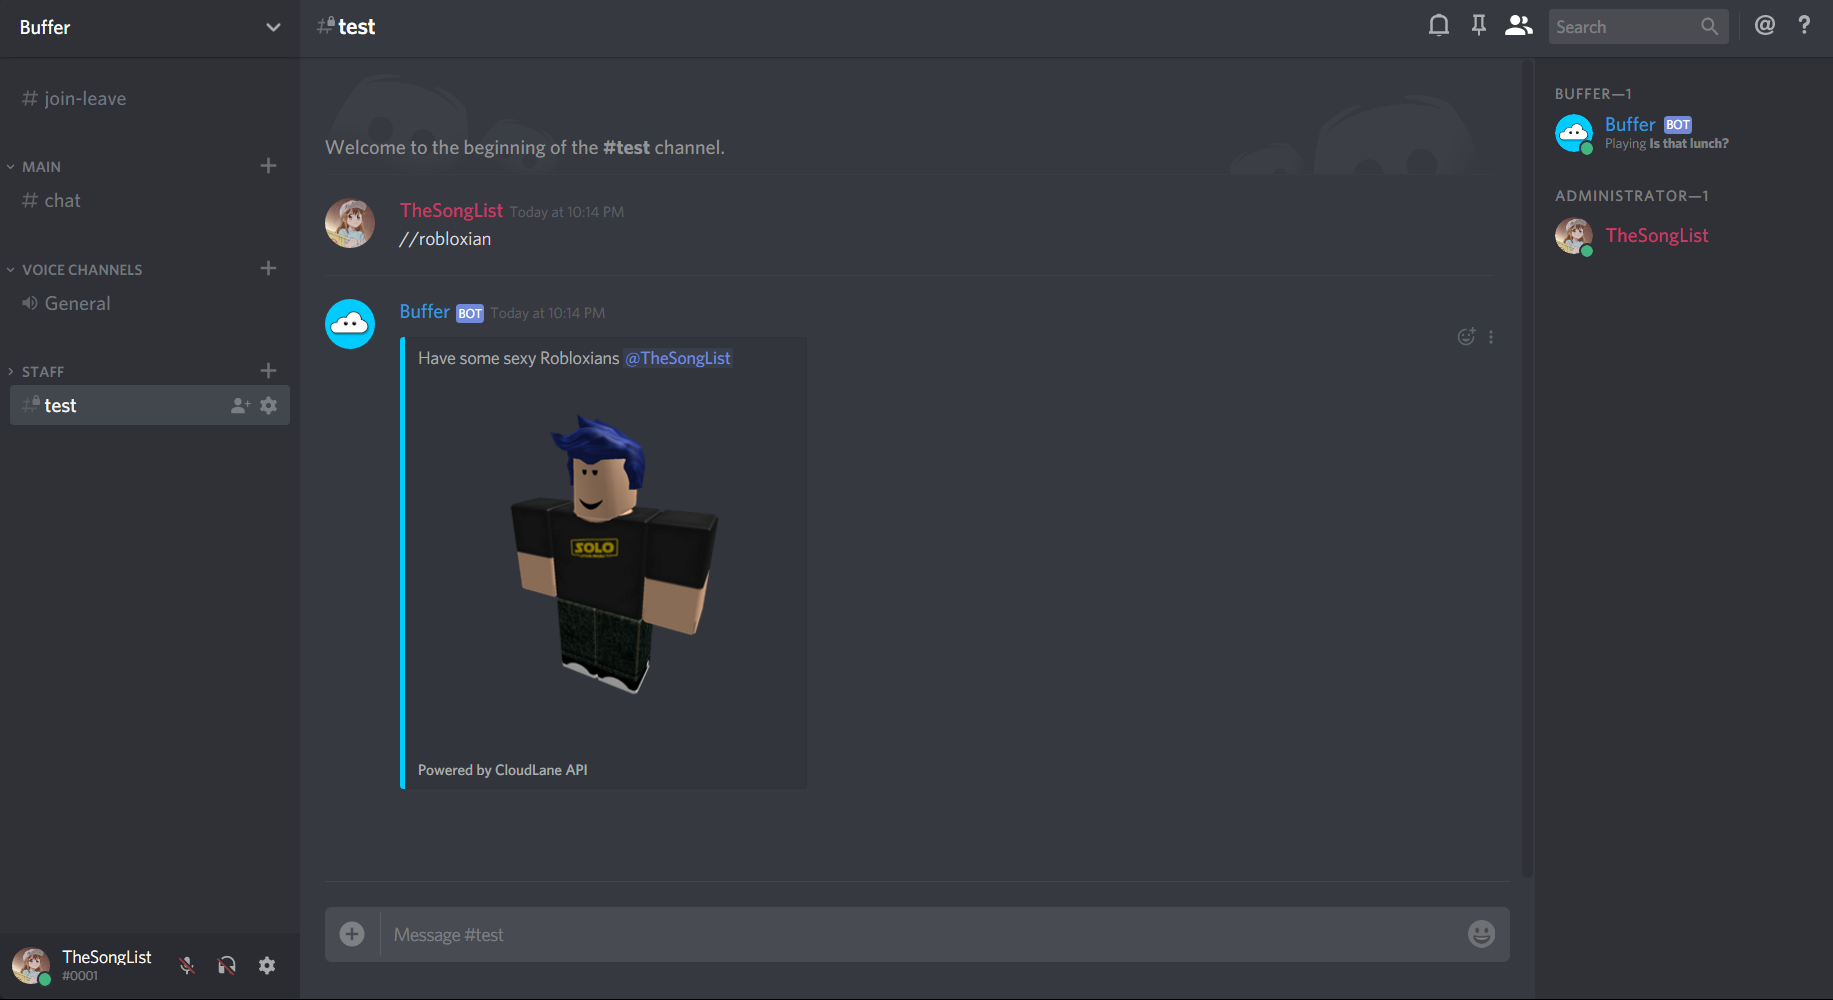 Buffer
# join-leave
MAIN
# chat
VOICE CHANNELS
General
STAFF
# test
TheSongList
#0001
# test
Search
@ ?
Welcome to the beginning of the #test channel.
TheSongList Today at 10:14 PM
//robloxian
Buffer BOT Today at 10:14 PM
Have some sexy Robloxians @TheSongList
SOLO
Powered by CloudLane API
Message #test
BUFFER—1
Buffer BOT
Playing Is that lunch?
ADMINISTRATOR—1
TheSongList